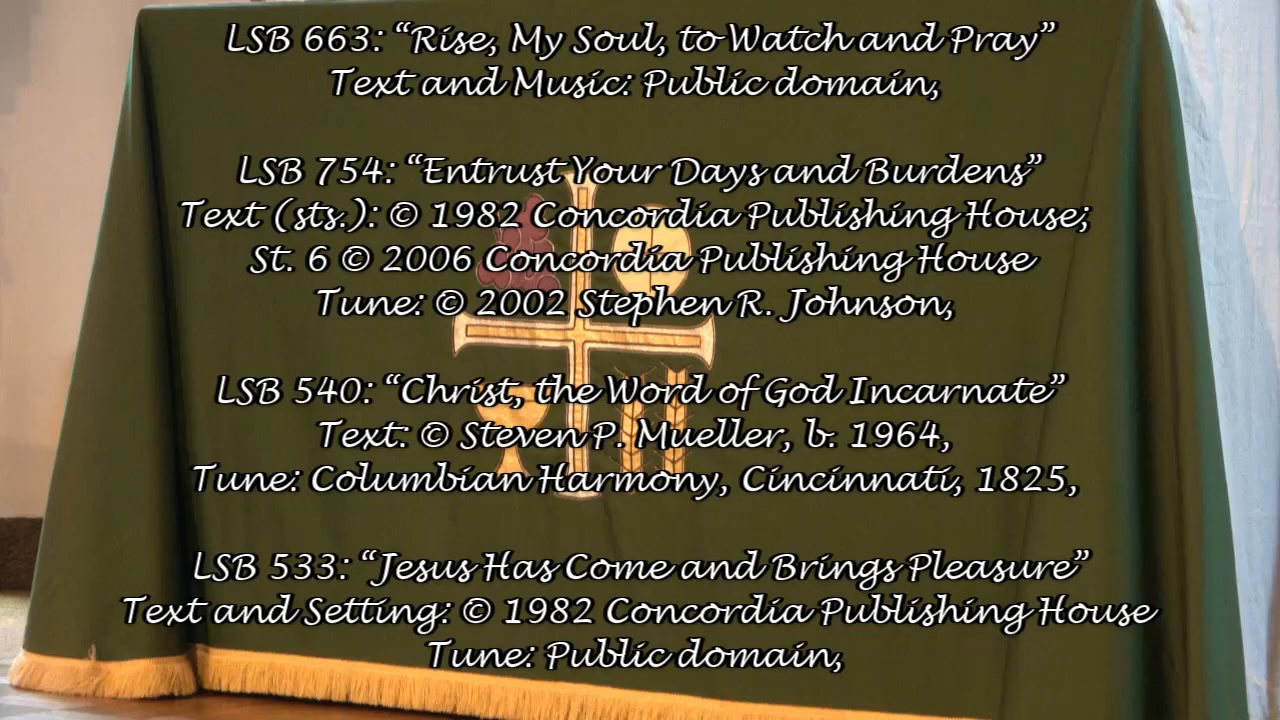 LSB 663: “Rise, My Soul, to Watch and Pray”
Text and Music: Public domain,
LSB 754: “Entrust Your Days and Burdens”
Text (sts.): © 1982 Concordia Publishing House;
St. 6 © 2006 Concordia Publishing House
Tune: © 2002 Stephen R. Johnson,
LSB 540: “Christ, the Word of God Incarnate”
Text: © Steven P. Mueller, b. 1964,
Tune: Columbian Harmony, Cincinnati, 1825,
LSB 533: “Jesus Has Come and Brings Pleasure”
Text and Setting: © 1982 Concordia Publishing House
Tune: Public domain,